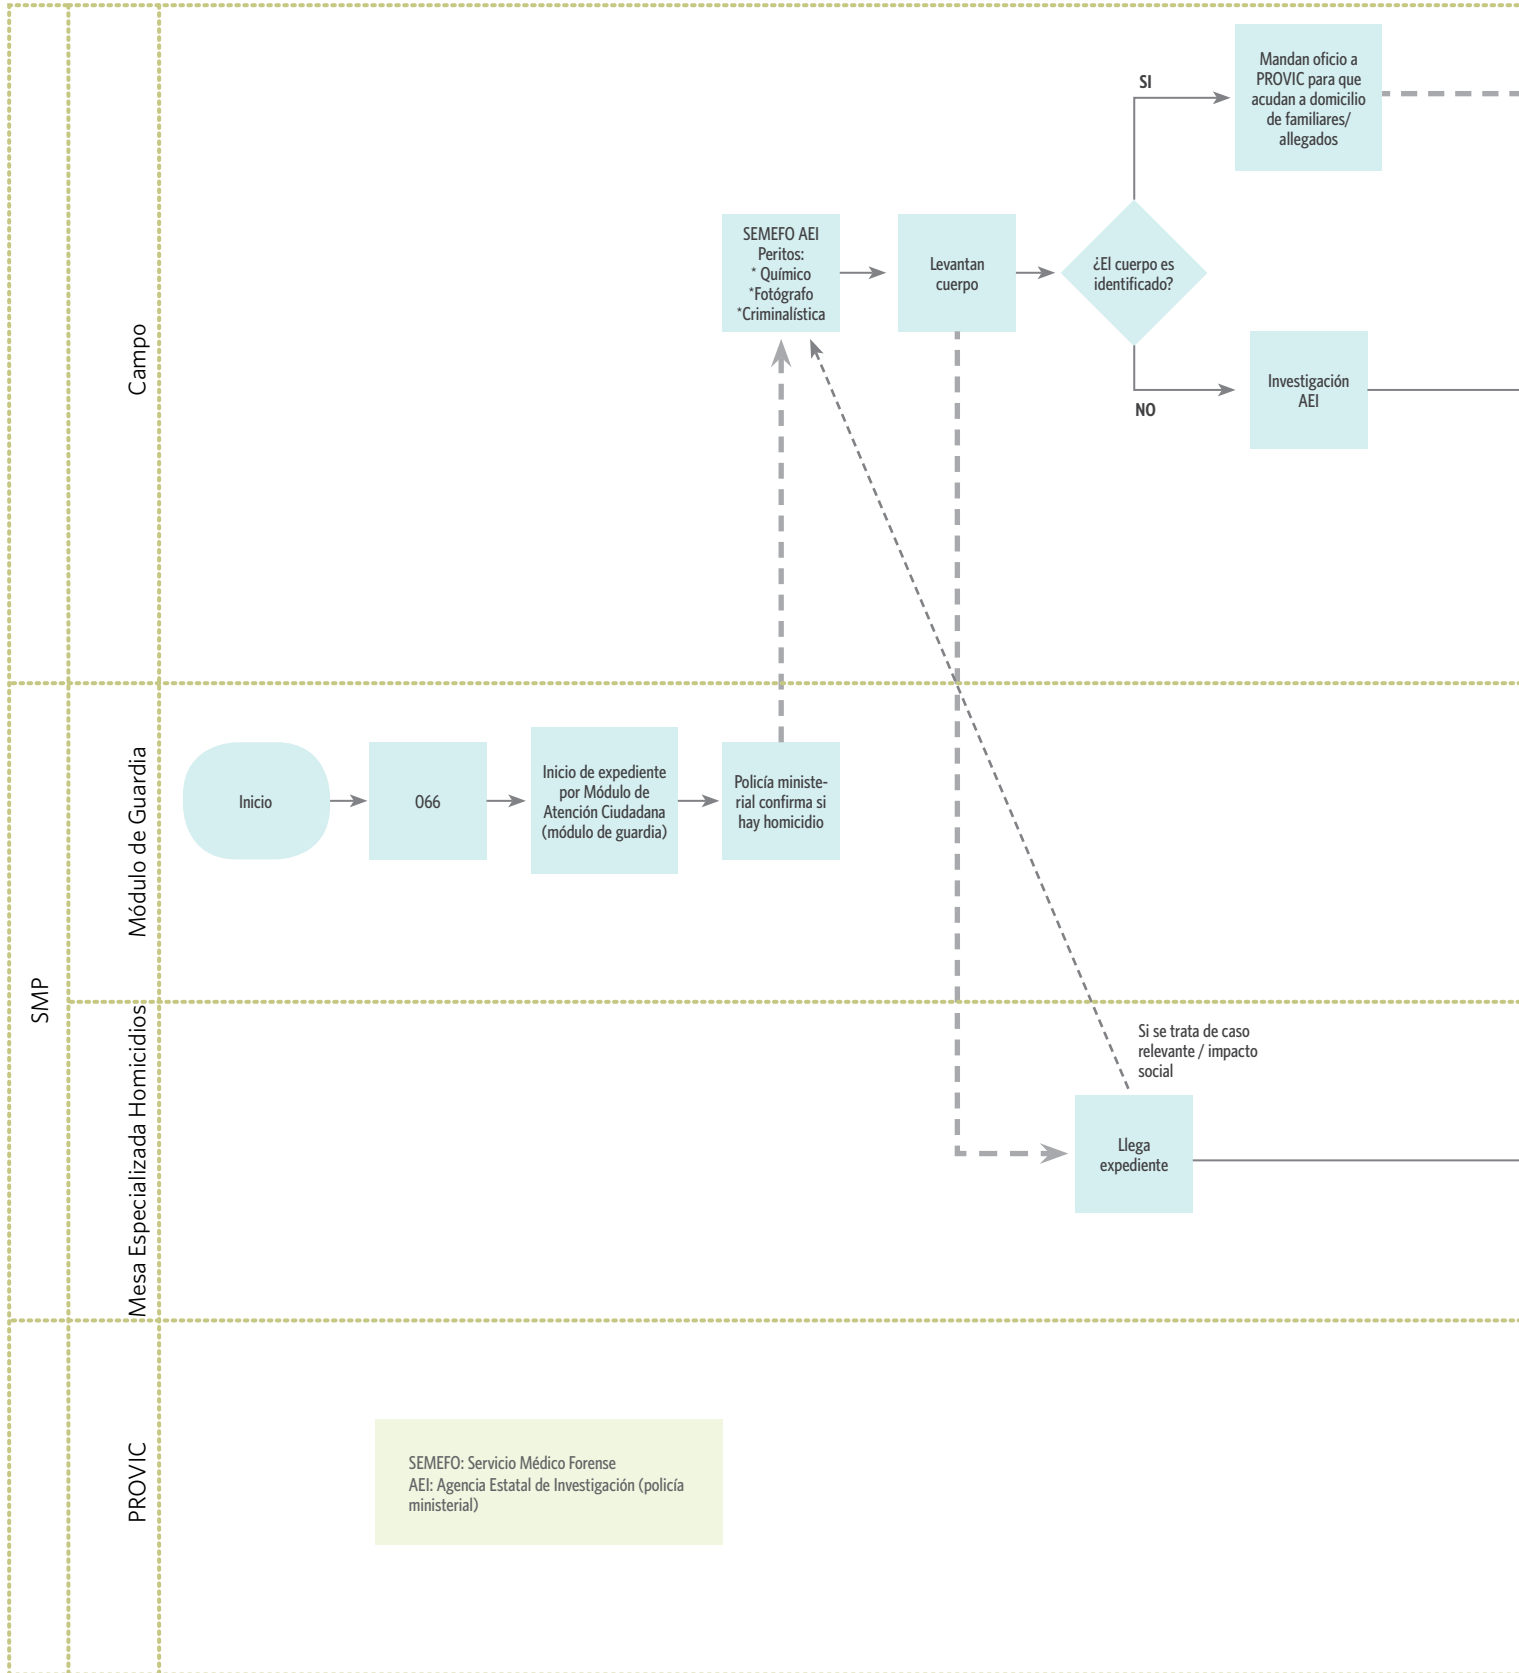 SMP
Campo
Mandan oficio a
PROVIC para que
acudan a domicilio
de familiares/
allegados
SI
SEMEFO AEI
Peritos:
* Químico
*Fotógrafo
*Criminalística
Levantan
cuerpo
¿El cuerpo es
identificado?
NO
Investigación
AEI
Módulo de Guardia
Inicio
066
Inicio de expediente
por Módulo de
Atención Ciudadana
(módulo de guardia)
Policía ministe-
rial confirma si
hay homicidio
Mesa Especializada Homicidios
Si se trata de caso
relevante / impacto
social
Llega
expediente
PROVIC
SEMEFO: Servicio Médico Forense
AEI: Agencia Estatal de Investigación (policía
ministerial)